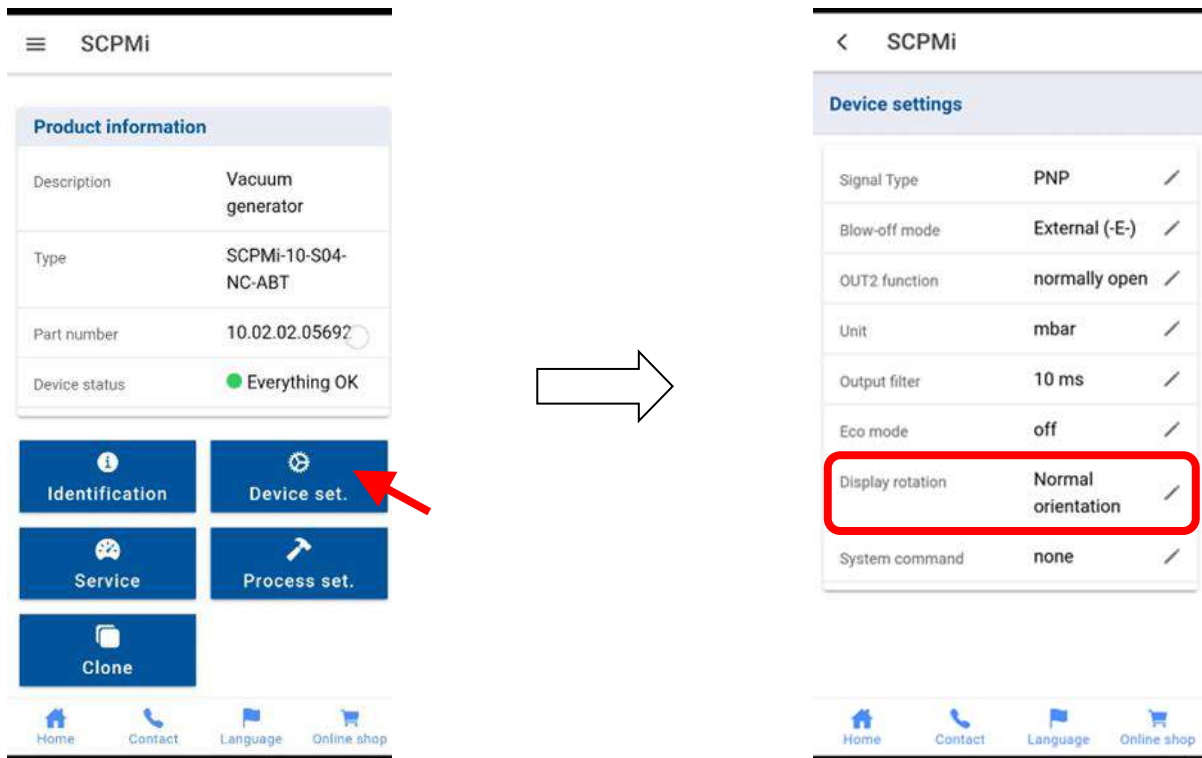 SCPMi
Product information
Description Vacuum
generator
Type SCPMi-10-S04-
NC-ABT
Part number 10.02.02.05692
Device status Everything OK
Identification Device set.
Service Process set.
Clone
Home Contact Language Online shop
SCPMi
Device settings
Signal Type PNP
Blow-off mode External (-E-)
OUT2 function normally open
Unit mbar
Output filter 10 ms
Eco mode off
Display rotation Normal
orientation
System command none
Home Contact Language Online shop